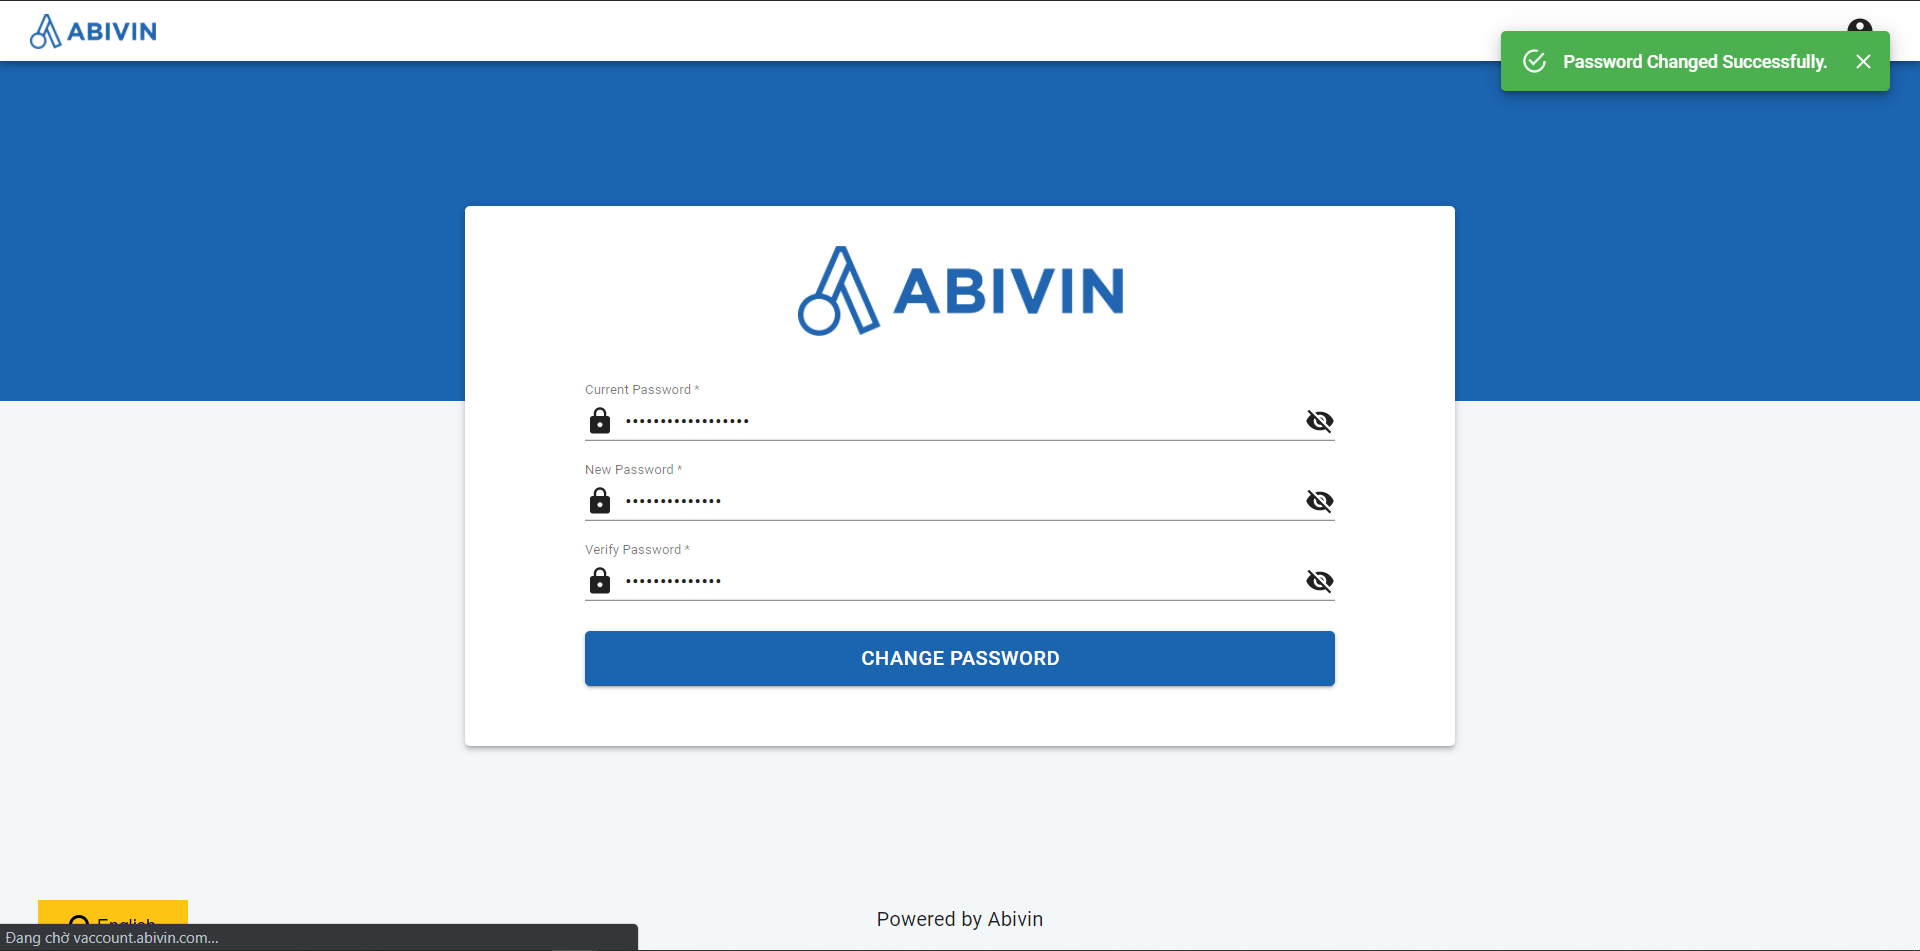 ABIVIN
Password Changed Successfully.
ABIVIN
Current Password *
••••••••••••••••••
New Password *
••••••••••••••
Verify Password *
••••••••••••••
CHANGE PASSWORD
English
Powered by Abivin
Đang chờ vaccount.abivin.com...